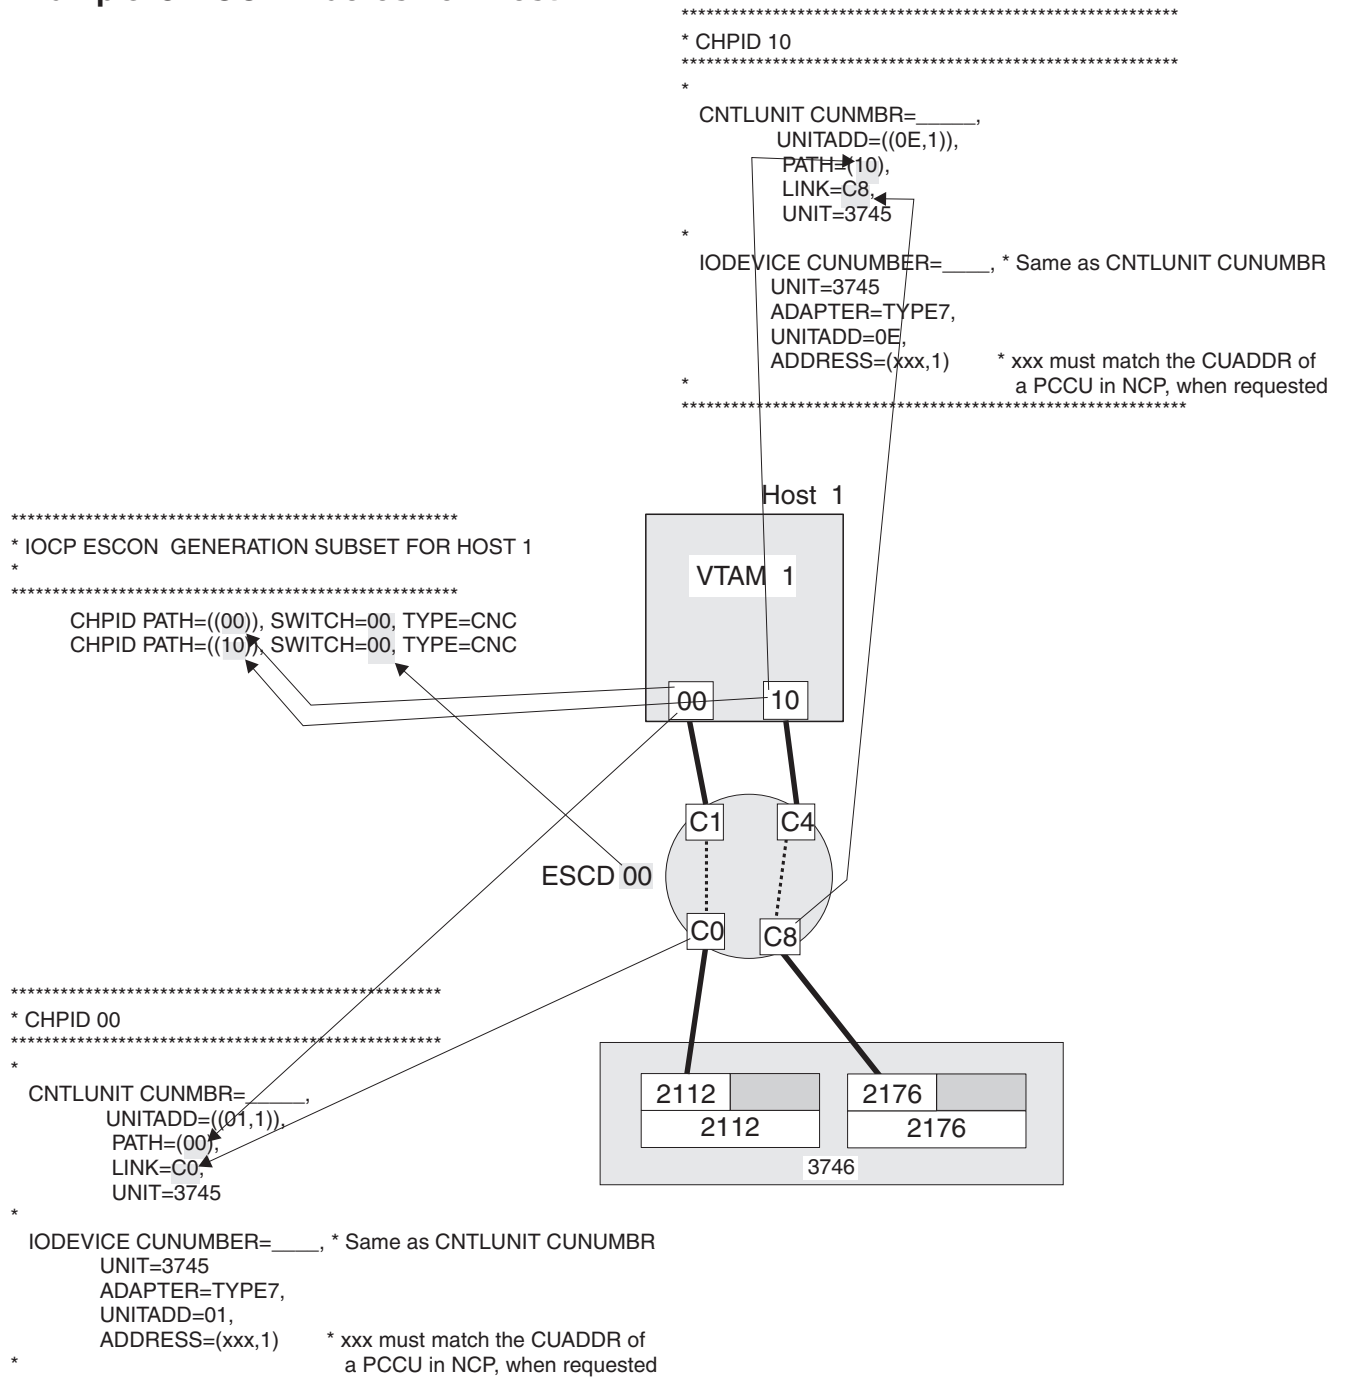 ************************************************************
* CHPID 10
************************************************************
*
CNTLUNIT CUNMBR=_____,
UNITADD=((0E,1)),
PATH=(10),
LINK=C8,
UNIT=3745
*
IODEVICE CUNUMBER=____, * Same as CNTLUNIT CUNUMBR
UNIT=3745
ADAPTER=TYPE7,
UNITADD=0E,
ADDRESS=(xxx,1) * xxx must match the CUADDR of
* a PCCU in NCP, when requested
*************************************************************
Host 1
VTAM 1
00 10
******************************************************
* IOCP ESCON GENERATION SUBSET FOR HOST 1
*
******************************************************
CHPID PATH=((00)), SWITCH=00, TYPE=CNC
CHPID PATH=((10)), SWITCH=00, TYPE=CNC
C1 C4
ESCD 00
C0 C8
****************************************************
* CHPID 00
****************************************************
*
CNTLUNIT CUNMBR=_____,
UNITADD=((01,1)),
PATH=(00),
LINK=C0,
UNIT=3745
*
IODEVICE CUNUMBER=____, * Same as CNTLUNIT CUNUMBR
UNIT=3745
ADAPTER=TYPE7,
UNITADD=01,
ADDRESS=(xxx,1) * xxx must match the CUADDR of
* a PCCU in NCP, when requested
2112 2176
2112 2176
3746